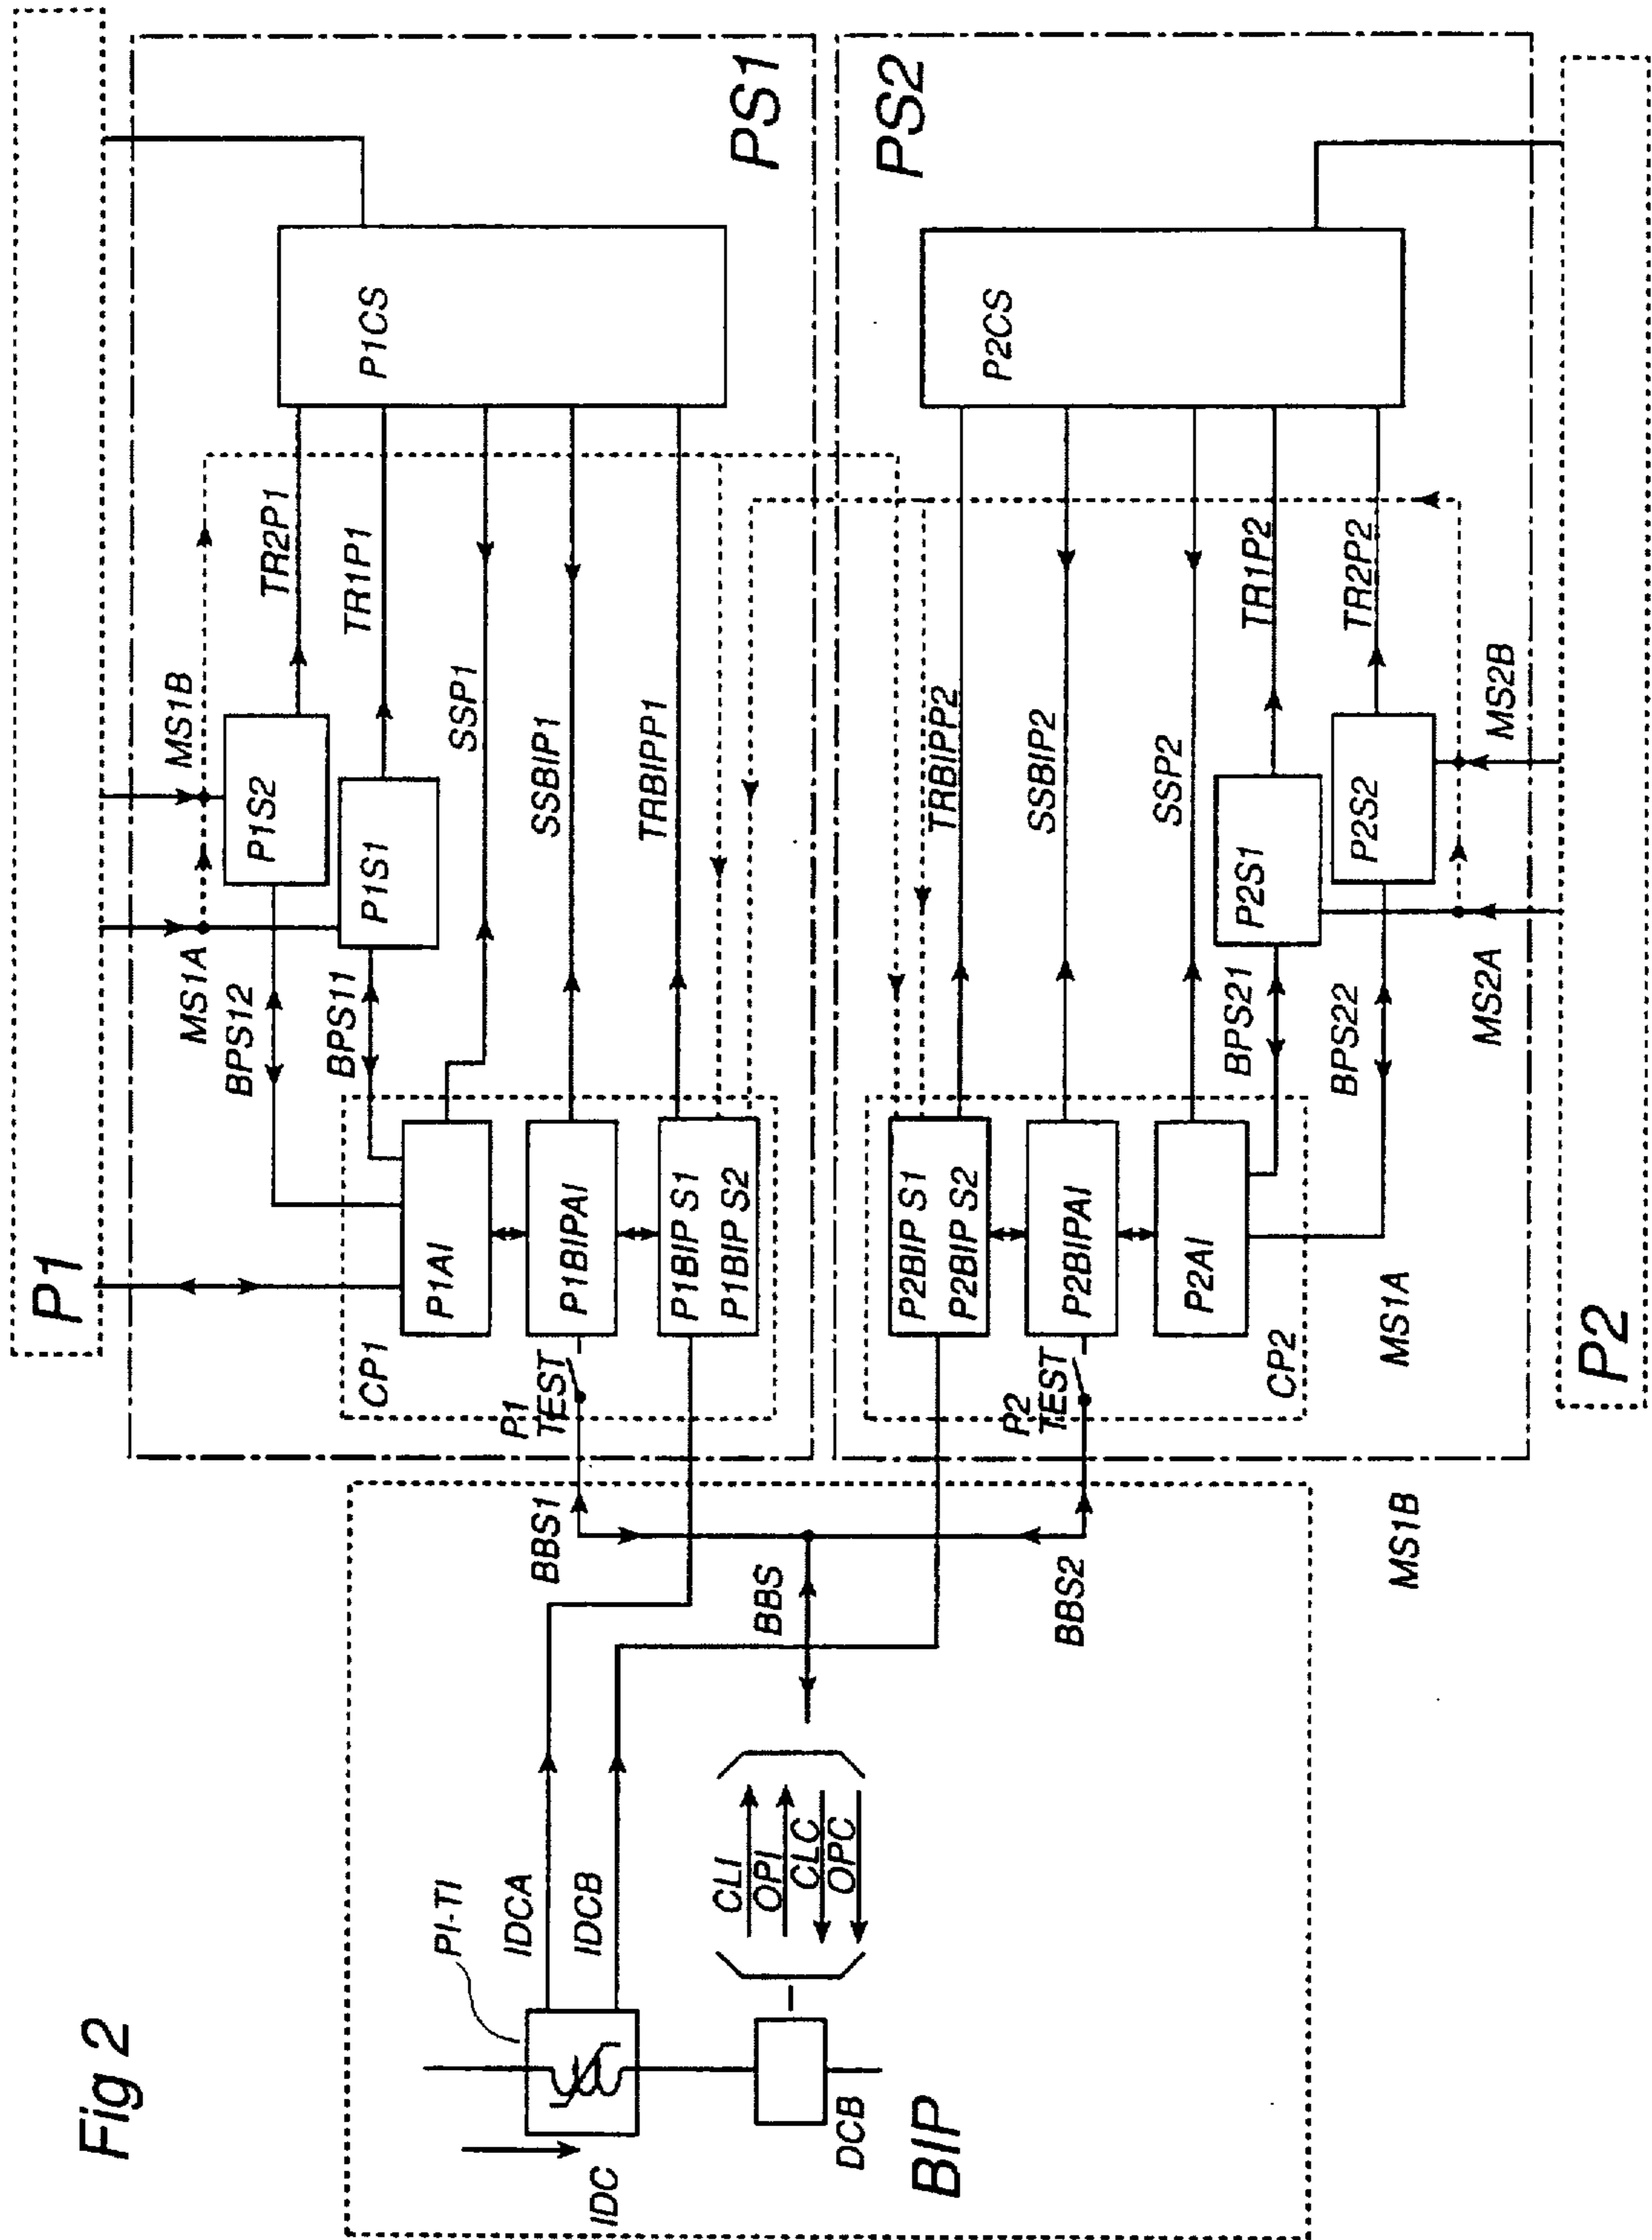 Fig 2
P1
MS1A
MS1B
BPS12
P1S2
TR2P1
BPS11
P1S1
TR1P1
P1CS
PS1
CP1
P1AI
SSP1
P1
TEST
P1BIPAI
SSBIP1
P1BIP S1
P1BIP S2
TRBIPP1
PI-TI
IDCA
IDCB
IDC
BBS1
CLI
OPI
CLC
OPC
BBS
DCB
BIP
BBS2
PS2
P2BIP S1
P2BIP S2
TRBIPP2
P2CS
P2
TEST
P2BIPAI
SSBIP2
P2AI
SSP2
CP2
BPS21
P2S1
TR1P2
BPS22
P2S2
TR2P2
MS1B
MS1A
MS2A
MS2B
P2